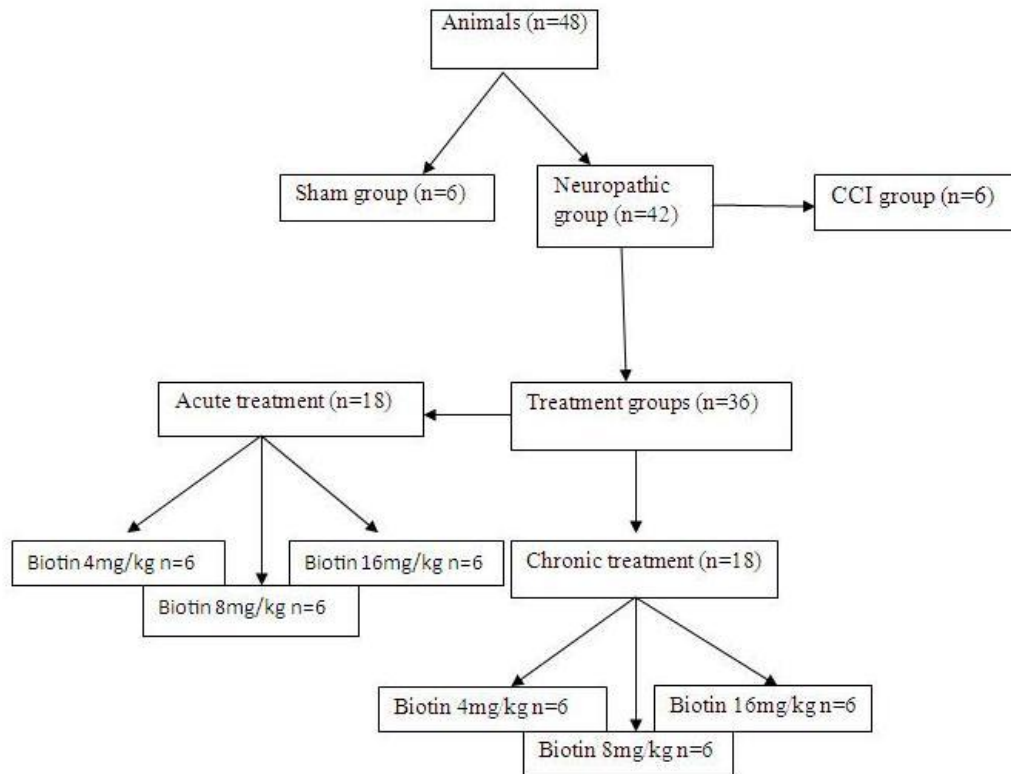 Animals (n=48)
Sham group (n=6)
Neuropathic
group (n=42)
CCI group (n=6)
Acute treatment (n=18)
Treatment groups (n=36)
Biotin 4mg/kg n=6
Biotin 16mg/kg n=6
Biotin 8mg/kg n=6
Chronic treatment (n=18)
Biotin 4mg/kg n=6
Biotin 16mg/kg n=6
Biotin 8mg/kg n=6